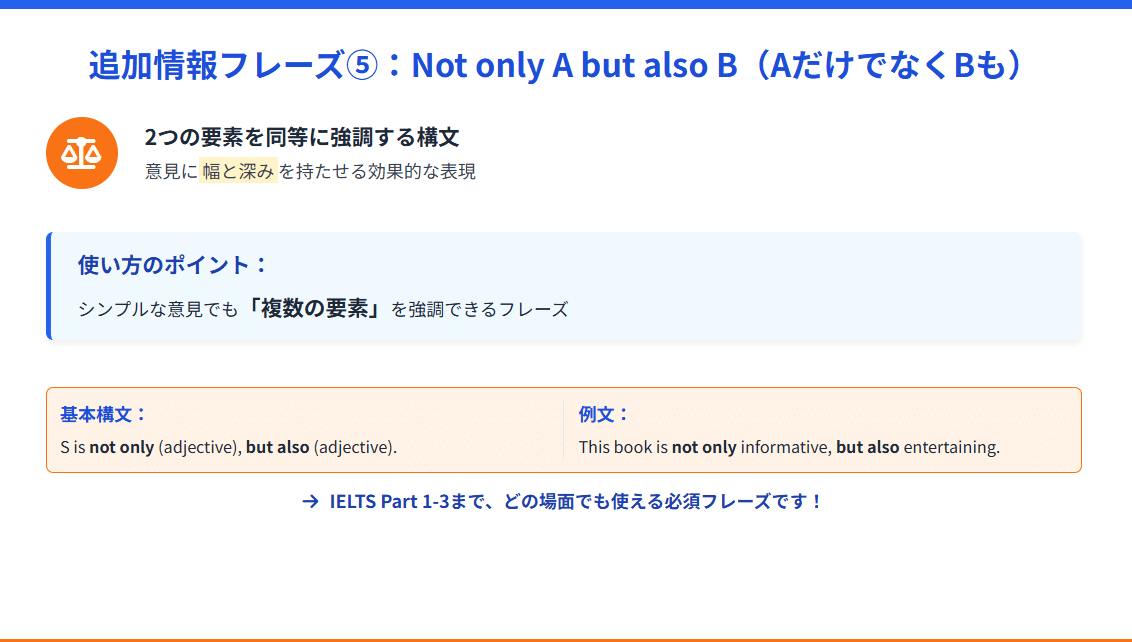 追加情報フレーズ⑤：Not only A but also B（AだけでなくBも）
2つの要素を同等に強調する構文
意見に幅と深みを持たせる効果的な表現
使い方のポイント：
シンプルな意見でも「複数の要素」を強調できるフレーズ
基本構文：
S is not only (adjective), but also (adjective).
例文：
This book is not only informative, but also entertaining.
→ IELTS Part 1-3まで、どの場面でも使える必須フレーズです！